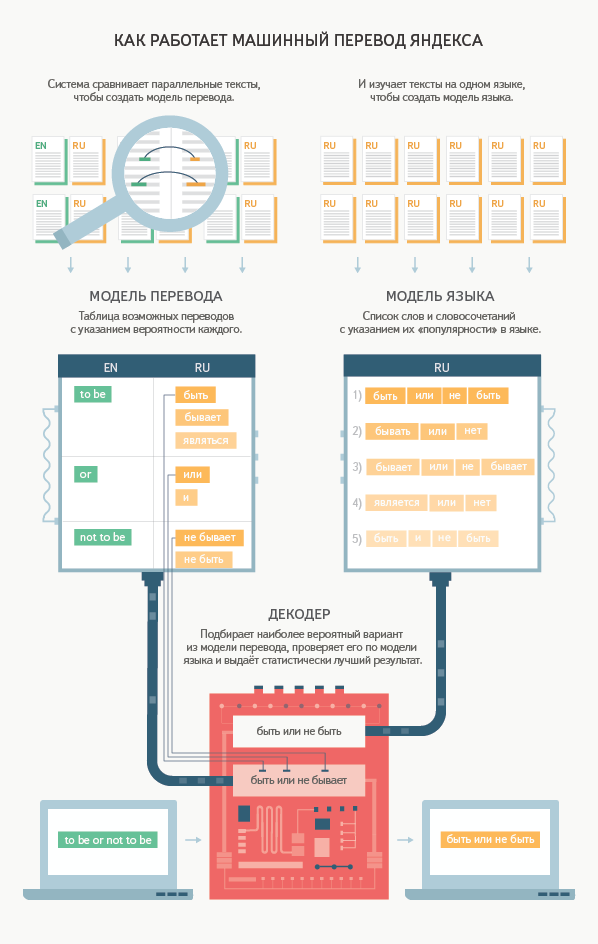 КАК РАБОТАЕТ МАШИННЫЙ ПЕРЕВОД ЯНДЕКСА
Система сравнивает параллельные тексты,
чтобы создать модель перевода.
И изучает тексты на одном языке,
чтобы создать модель языка.
EN RU RU
EN RU RU
RU RU RU RU RU RU
RU RU RU RU RU RU
МОДЕЛЬ ПЕРЕВОДА
Таблица возможных переводов
с указанием вероятности каждого.
EN RU
to be
быть
бывает
являться
or
или
и
not to be
не бывает
не быть
МОДЕЛЬ ЯЗЫКА
Список слов и словосочетаний
с указанием их «популярности» в языке.
RU
1) быть или не быть
2) бывать или нет
3) бывает или не бывает
4) является или нет
5) быть и не быть
ДЕКОДЕР
Подбирает наиболее вероятный вариант
из модели перевода, проверяет его по модели
языка и выдаёт статистически лучший результат.
быть или не быть
быть или не бывает
to be or not to be
быть или не быть